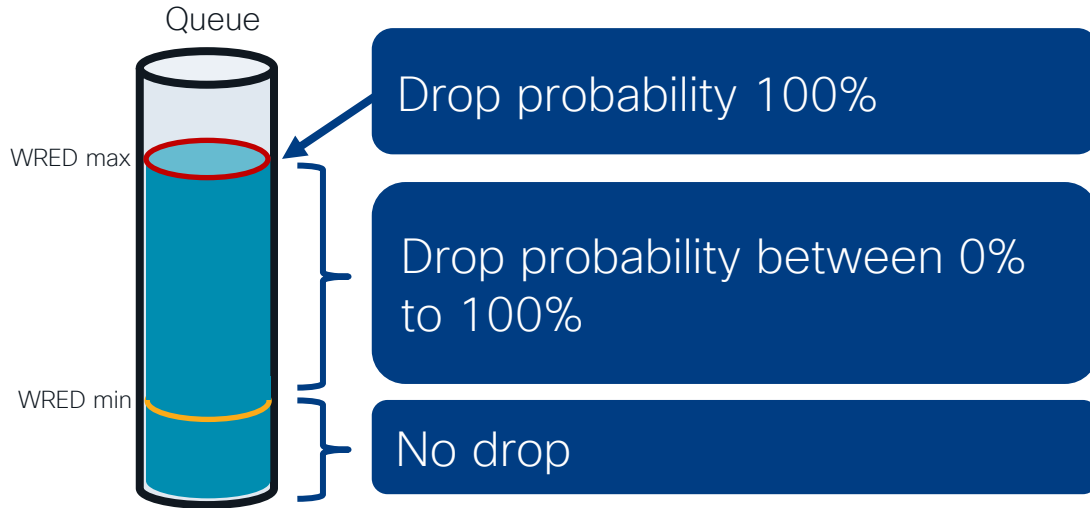 Queue
Drop probability 100%
WRED max
Drop probability between 0%
to 100%
WRED min
No drop